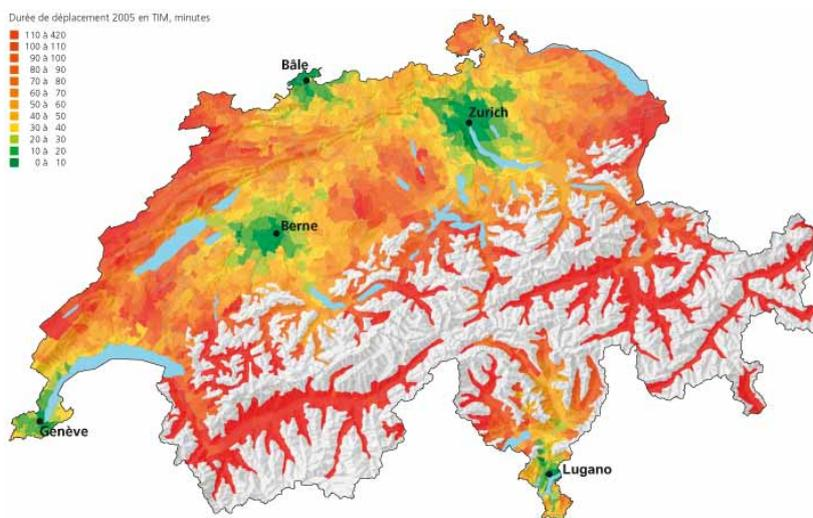 Durée de déplacement 2005 en TIM, minutes
110 à 420
100 à 110
90 à 100
80 à 90
70 à 80
60 à 70
50 à 60
40 à 50
30 à 40
20 à 30
10 à 20
0 à 10
Bâle
Zurich
Berne
Genève
Lugano